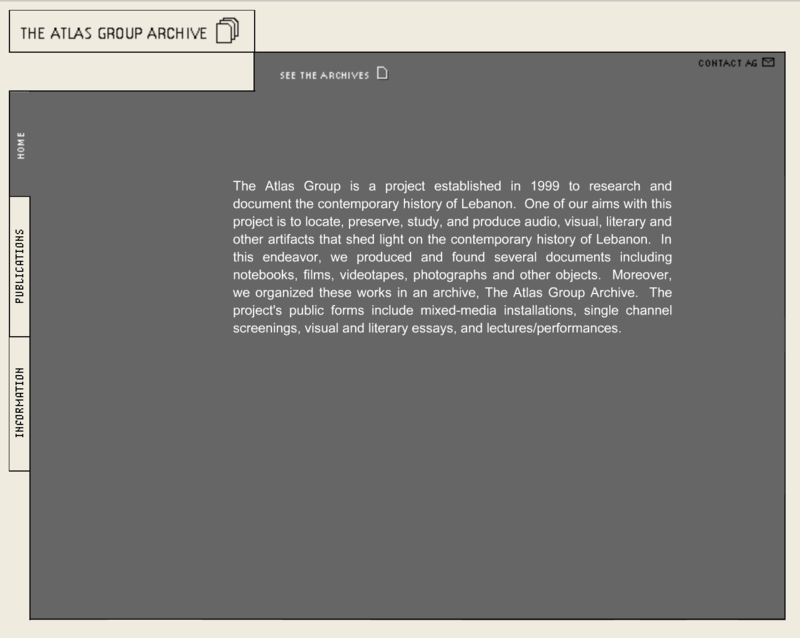 THE ATLAS GROUP ARCHIVE
SEE THE ARCHIVES
CONTACT AG
HOME
PUBLICATIONS
INFORMATION
The Atlas Group is a project established in 1999 to research and
document the contemporary history of Lebanon.  One of our aims with this
project is to locate, preserve, study, and produce audio, visual, literary and
other artifacts that shed light on the contemporary history of Lebanon.  In
this endeavor, we produced and found several documents including
notebooks, films, videotapes, photographs and other objects.  Moreover,
we organized these works in an archive, The Atlas Group Archive.  The
project's public forms include mixed-media installations, single channel
screenings, visual and literary essays, and lectures/performances.